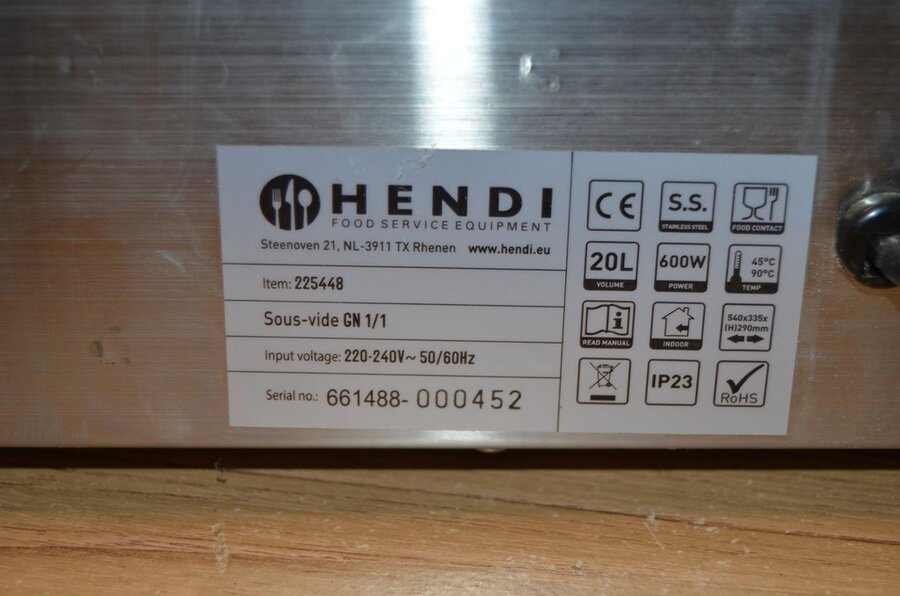 HENDI
FOOD SERVICE EQUIPMENT
Steenoven 21, NL-3911 TX Rhenen www.hendi.eu
Item: 225448
Sous-vide GN 1/1
Input voltage: 220-240V~ 50/60Hz
Serial no.: 661488-000452
CE
S.S.
STAINLESS STEEL
FOOD CONTACT
20L
VOLUME
600W
POWER
45°C
90°C
TEMP
READ MANUAL
INDOOR
540x335x
(H)290mm
IP23
RoHS